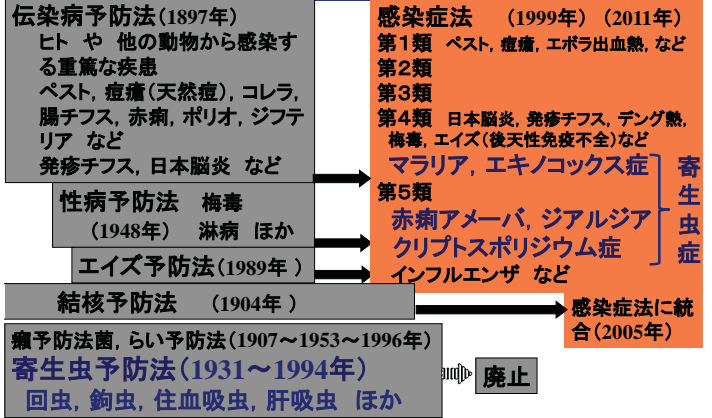 伝染病予防法(1897年)
ヒト や 他の動物から感染す
る重篤な疾患
ペスト, 痘瘡(天然痘), コレラ,
腸チフス, 赤痢, ポリオ, ジフテ
リア など
発疹チフス, 日本脳炎 など
性病予防法 梅毒
(1948年) 淋病 ほか
エイズ予防法(1989年 )
結核予防法 (1904年 )
癩予防法菌, らい予防法(1907～1953～1996年)
寄生虫予防法(1931～1994年)
回虫, 鉤虫, 住血吸虫, 肝吸虫 ほか
廃止
感染症法 (1999年) (2011年)
第1類 ペスト, 痘瘡, エボラ出血熱, など
第2類
第3類
第4類 日本脳炎, 発疹チフス, デング熱,
梅毒, エイズ(後天性免疫不全)など
マラリア, エキノコックス症
第5類
赤痢アメーバ, ジアルジア
クリプトスポリジウム症
インフルエンザ など
寄生虫症
感染症法に統
合(2005年)